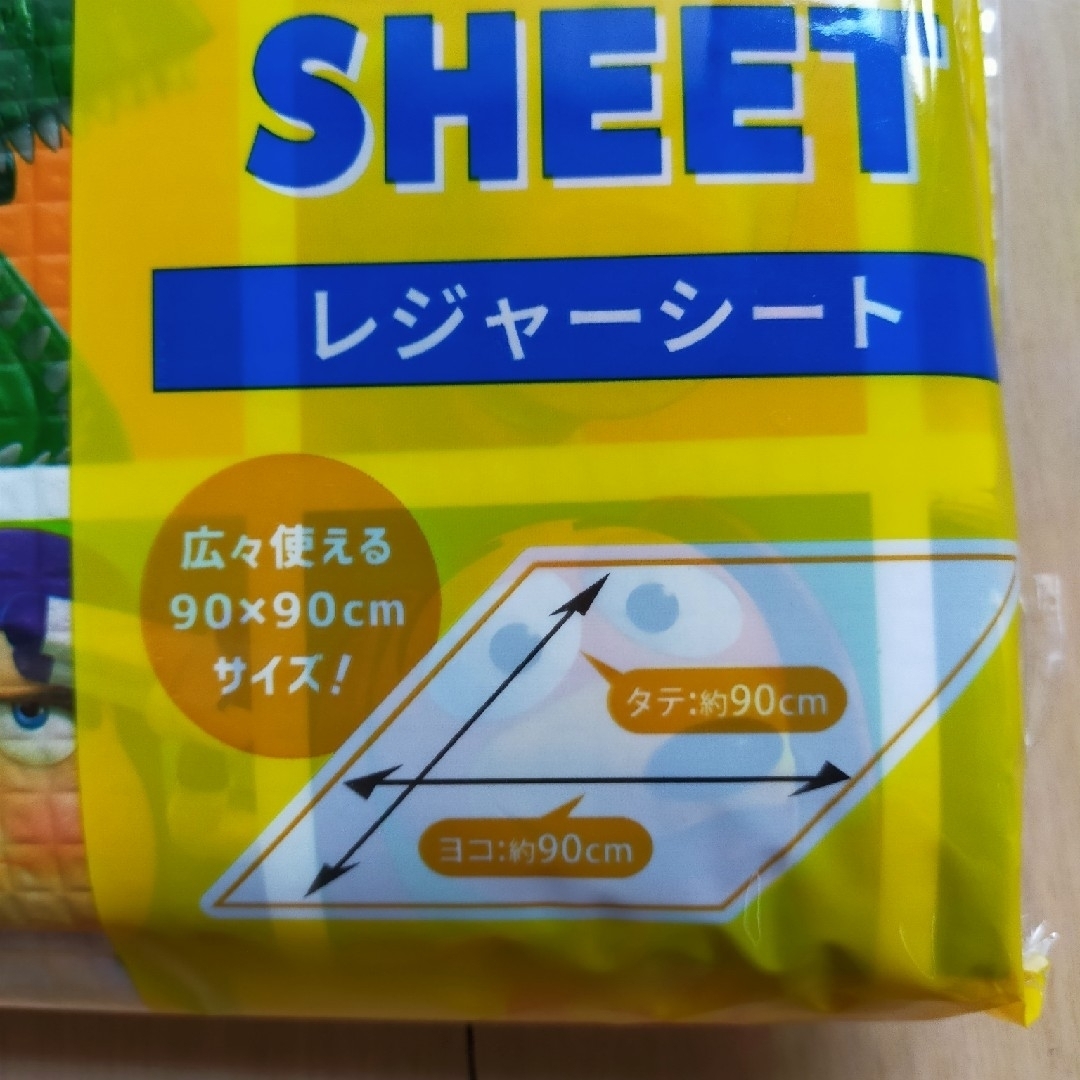 SHEET
レジャーシート
広々使える
90×90cm
サイズ!
タテ:約90cm
ヨコ:約90cm